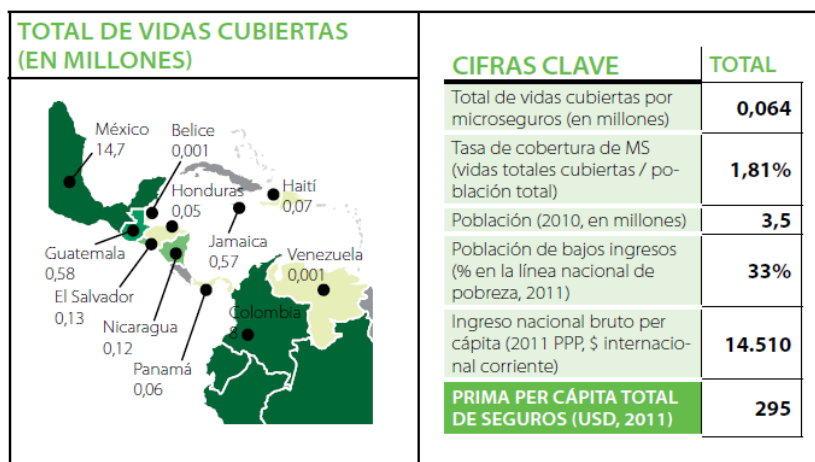 TOTAL DE VIDAS CUBIERTAS
(EN MILLONES)
México
14,7
Belice
0,001
Honduras
0,05
Haití
0,07
Guatemala
0,58
Jamaica
0,57
Venezuela
0,001
El Salvador
0,13
Nicaragua
0,12
Colombia
8
Panamá
0,06
CIFRAS CLAVE TOTAL
Total de vidas cubiertas por
microseguros (en millones)
0,064
Tasa de cobertura de MS
(vidas totales cubiertas / po-
blación total)
1,81%
Población (2010, en millones) 3,5
Población de bajos ingresos
(% en la línea nacional de
pobreza, 2011)
33%
Ingreso nacional bruto per
cápita (2011 PPP, $ internacio-
nal corriente)
14.510
PRIMA PER CÁPITA TOTAL
DE SEGUROS (USD, 2011)
295